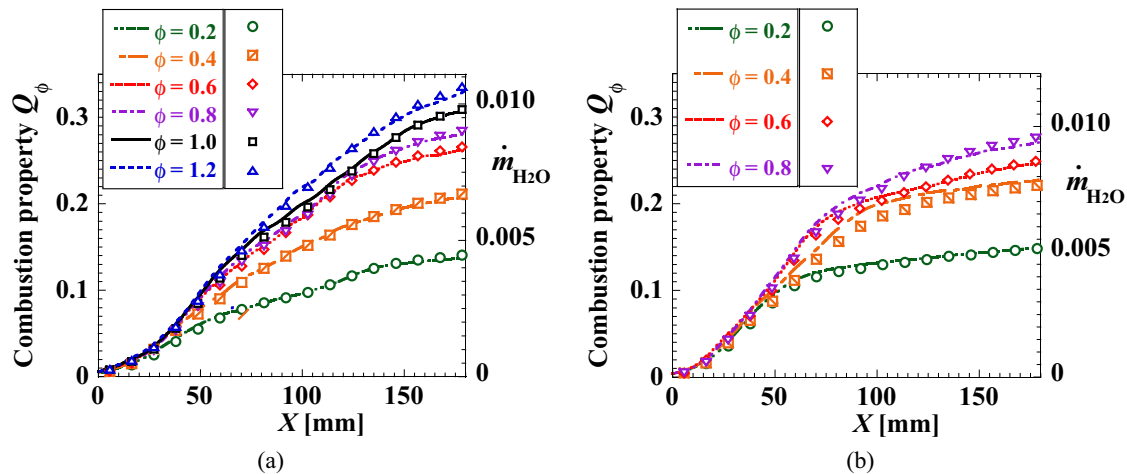 ϕ = 0.2
ϕ = 0.4
ϕ = 0.6
ϕ = 0.8
ϕ = 1.0
ϕ = 1.2
Combustion property Qϕ
0.3
0.2
0.1
0
0.010
ṁH2O
0.005
0
0 50 100 150
X [mm]
(a)
ϕ = 0.2
ϕ = 0.4
ϕ = 0.6
ϕ = 0.8
Combustion property Qϕ
0.3
0.2
0.1
0
0.010
ṁH2O
0.005
0
0 50 100 150
X [mm]
(b)